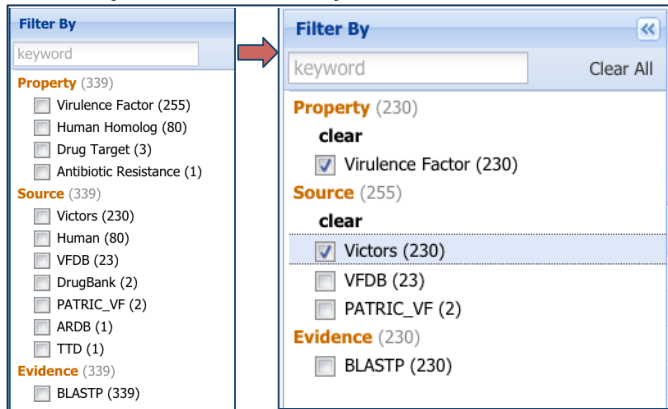 Filter By
keyword
Property (339)
Virulence Factor (255)
Human Homolog (80)
Drug Target (3)
Antibiotic Resistance (1)
Source (339)
Victors (230)
Human (80)
VFDB (23)
DrugBank (2)
PATRIC_VF (2)
ARDB (1)
TTD (1)
Evidence (339)
BLASTP (339)
Filter By
keyword Clear All
Property (230)
clear
Virulence Factor (230)
Source (255)
clear
Victors (230)
VFDB (23)
PATRIC_VF (2)
Evidence (230)
BLASTP (230)